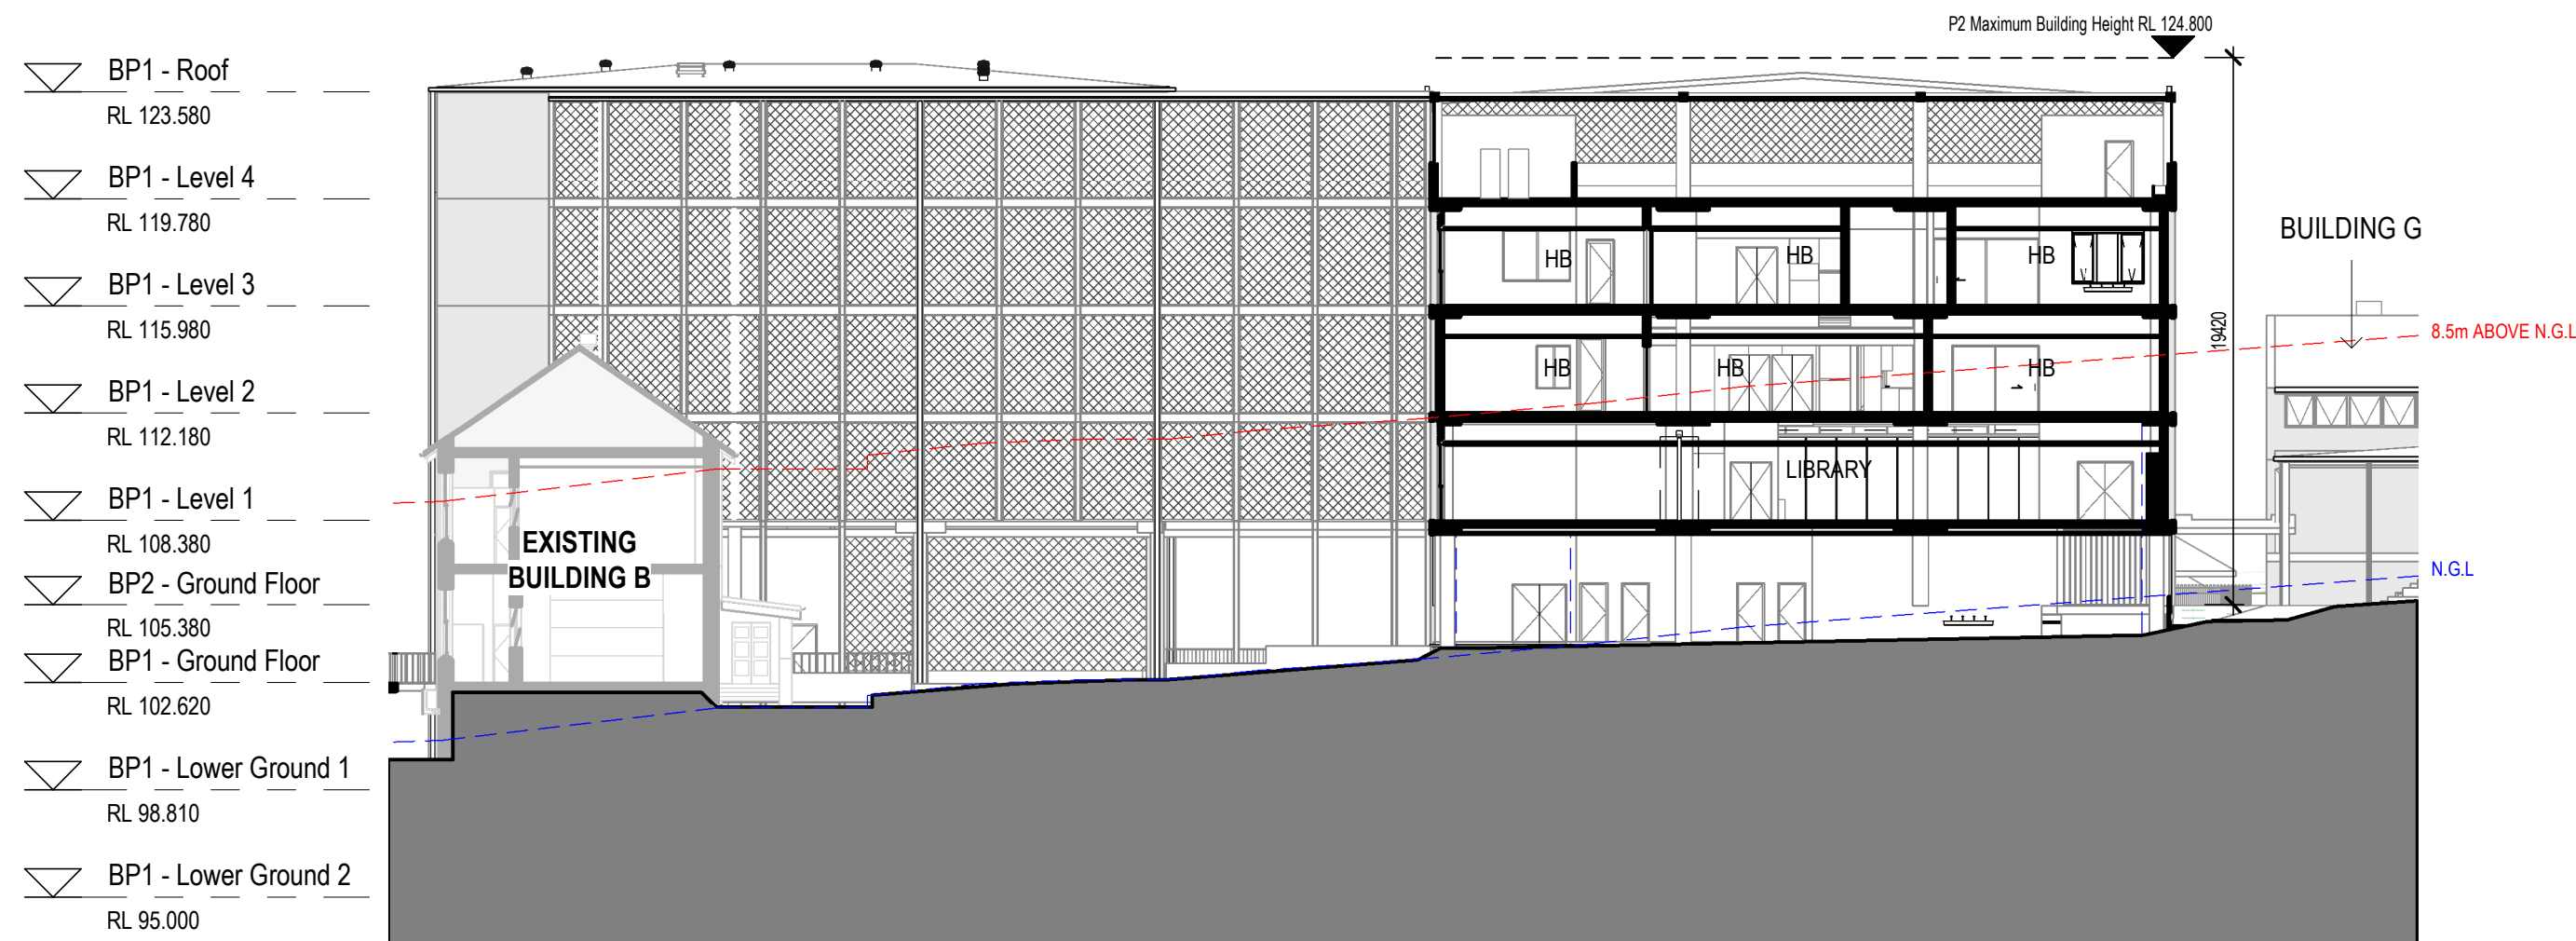 P2 Maximum Building Height RL 124.800
BP1 - Roof
RL 123.580
BP1 - Level 4
RL 119.780
BP1 - Level 3
RL 115.980
BP1 - Level 2
RL 112.180
BP1 - Level 1
RL 108.380
BP2 - Ground Floor
RL 105.380
BP1 - Ground Floor
RL 102.620
BP1 - Lower Ground 1
RL 98.810
BP1 - Lower Ground 2
RL 95.000
EXISTING
BUILDING B
HB
HB
HB
HB
HB
HB
LIBRARY
19420
BUILDING G
8.5m ABOVE N.G.L
N.G.L